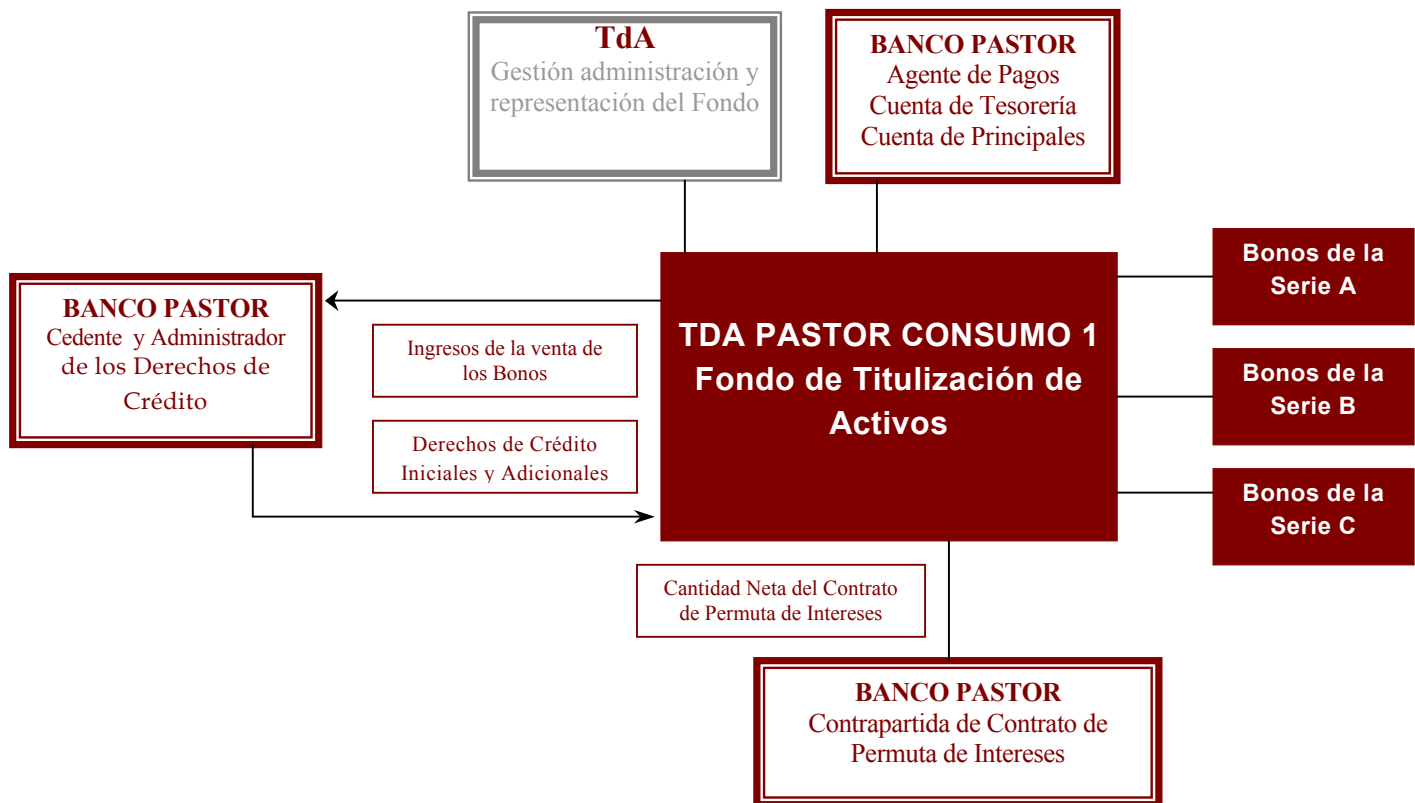 TdA
Gestión administración y
representación del Fondo
BANCO PASTOR
Agente de Pagos
Cuenta de Tesorería
Cuenta de Principales
BANCO PASTOR
Cedente y Administrador
de los Derechos de
Crédito
Ingresos de la venta de
los Bonos
Derechos de Crédito
Iniciales y Adicionales
TDA PASTOR CONSUMO 1
Fondo de Titulización de
Activos
Bonos de la
Serie A
Bonos de la
Serie B
Bonos de la
Serie C
Cantidad Neta del Contrato
de Permuta de Intereses
BANCO PASTOR
Contrapartida de Contrato de
Permuta de Intereses